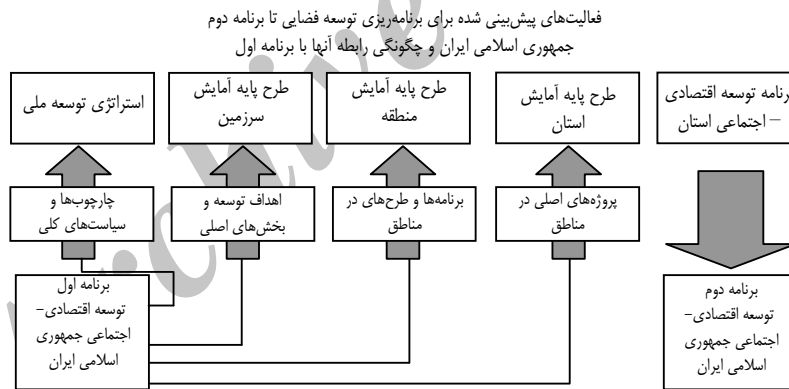 فعالیت‌های پیش‌بینی شده برای برنامه‌ریزی توسعه فضایی تا برنامه دوم
جمهوری اسلامی ایران و چگونگی رابطه آنها با برنامه اول
برنامه توسعه اقتصادی
– اجتماعی استان
طرح پایه آمایش
استان
طرح پایه آمایش
منطقه
طرح پایه آمایش
سرزمین
استراتژی توسعه ملی
پروژه‌های اصلی در
مناطق
برنامه‌ها و طرح‌های در
مناطق
اهداف توسعه و
بخش‌های اصلی
چارچوب‌ها و
سیاست‌های کلی
برنامه دوم
توسعه اقتصادی–
اجتماعی جمهوری
اسلامی ایران
برنامه اول
توسعه اقتصادی–
اجتماعی جمهوری
اسلامی ایران